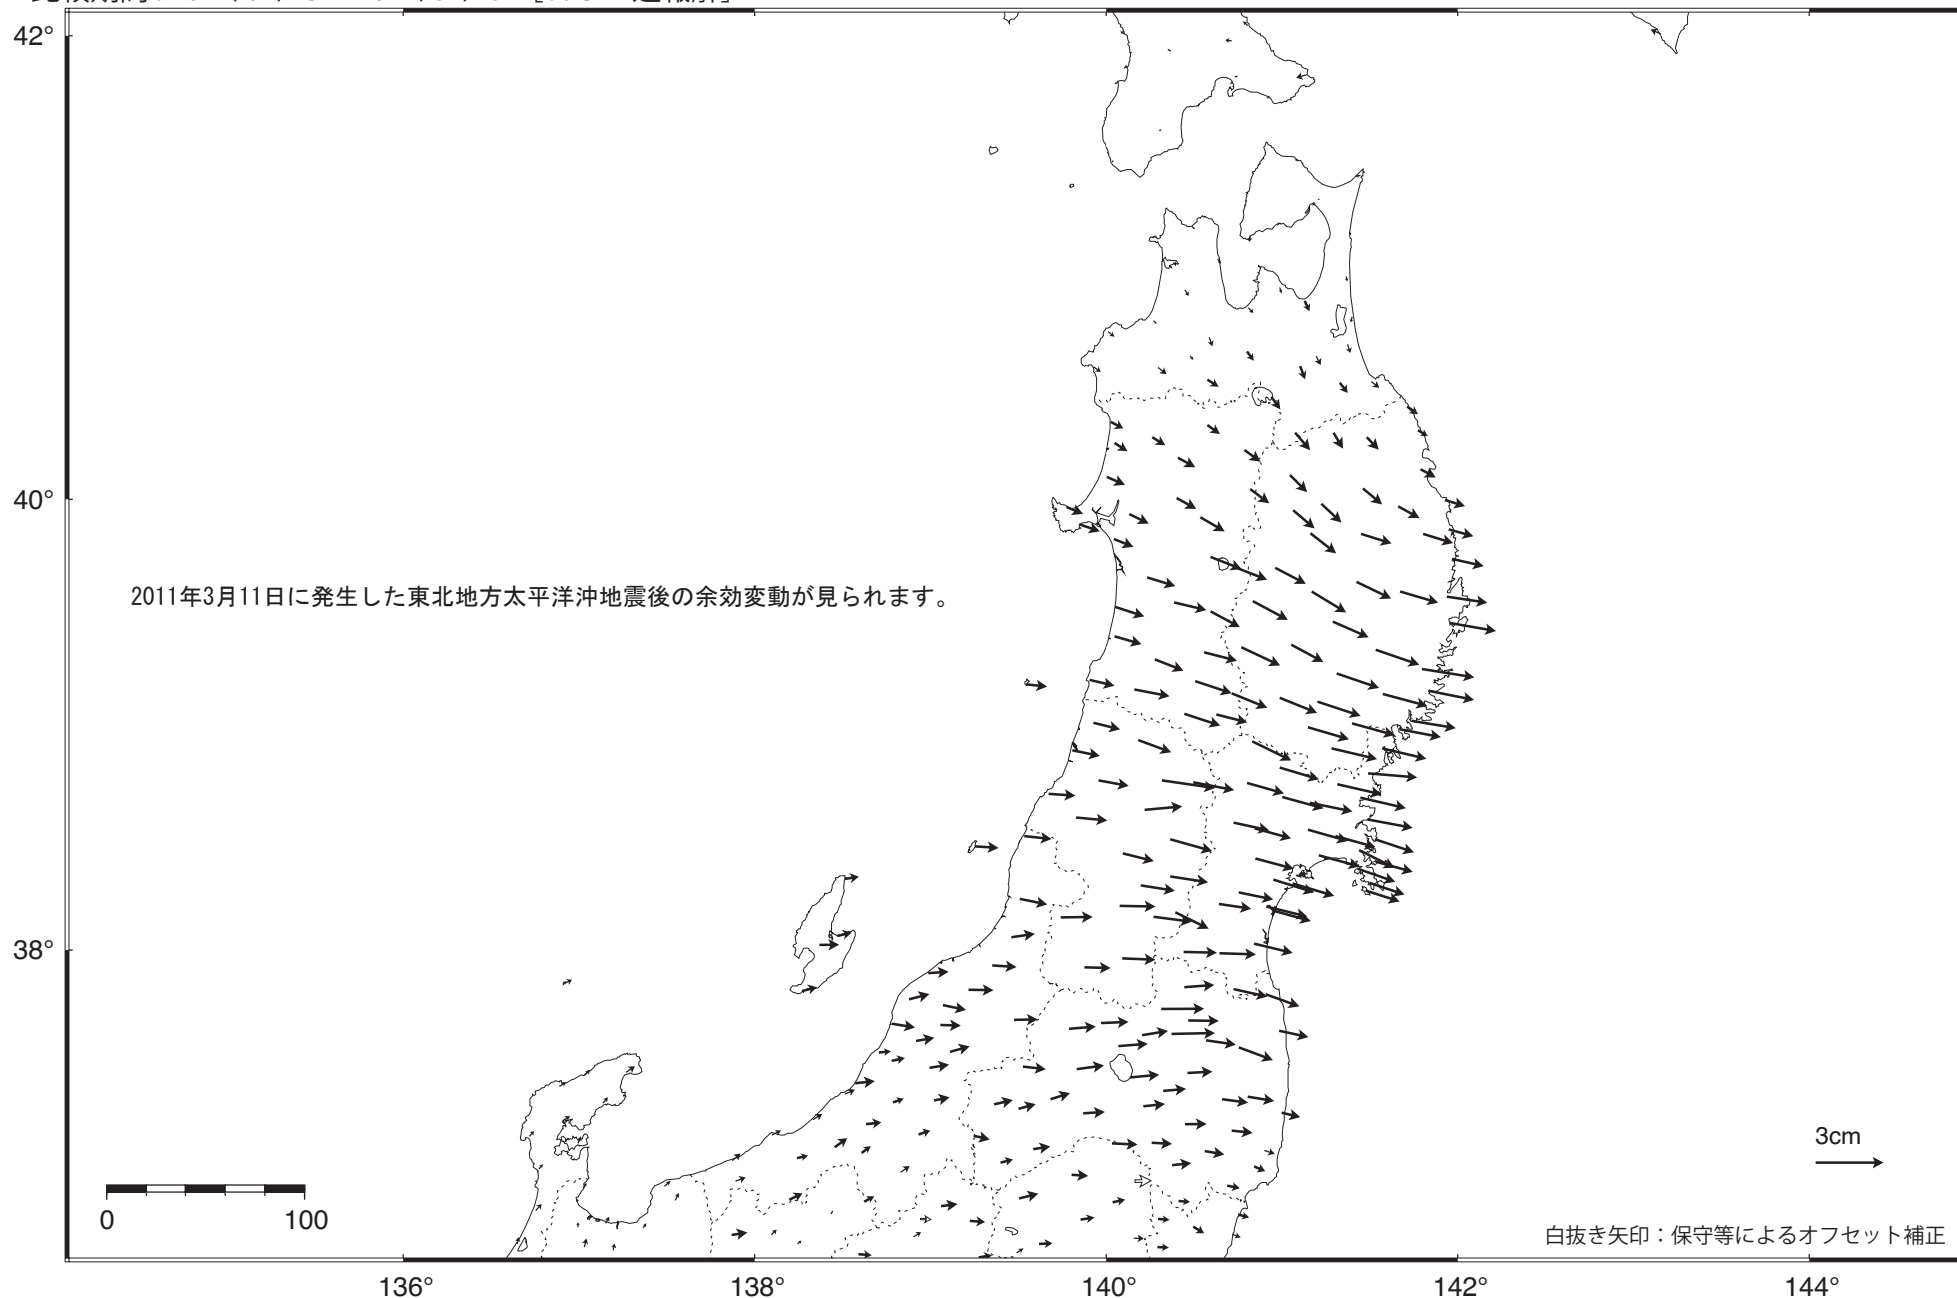 42°
40°
2011年3月11日に発生した東北地方太平洋沖地震後の余効変動が見られます。
38°
3cm
0 100
白抜き矢印：保守等によるオフセット補正
136° 138° 140° 142° 144°